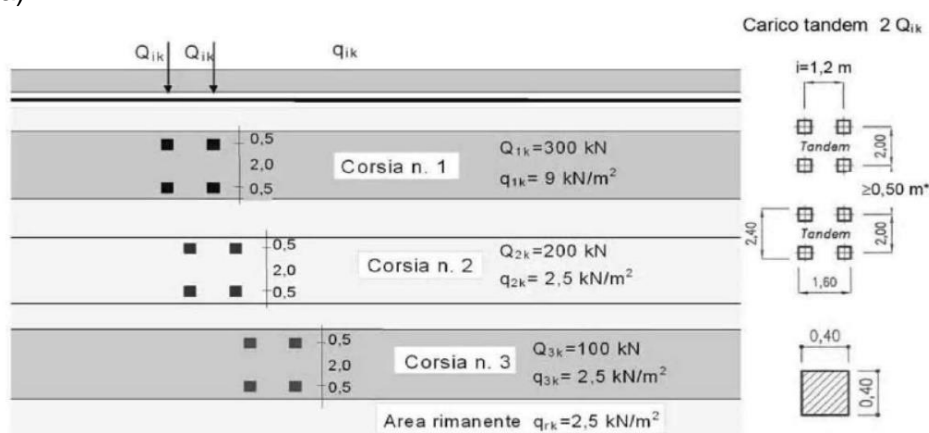 a)
Carico tandem 2 Qik
Qik Qik qik
i=1,2 m
0,5
2,0
0,5
Corsia n. 1
Q1k=300 kN
q1k= 9 kN/m²
Tandem
2,00
≥0,50 m*
0,5
2,0
0,5
Corsia n. 2
Q2k=200 kN
q2k= 2,5 kN/m²
2,40
Tandem
2,00
1,60
0,5
2,0
0,5
Corsia n. 3
Q3k=100 kN
q3k= 2,5 kN/m²
0,40
0,40
Area rimanente qrk=2,5 kN/m²